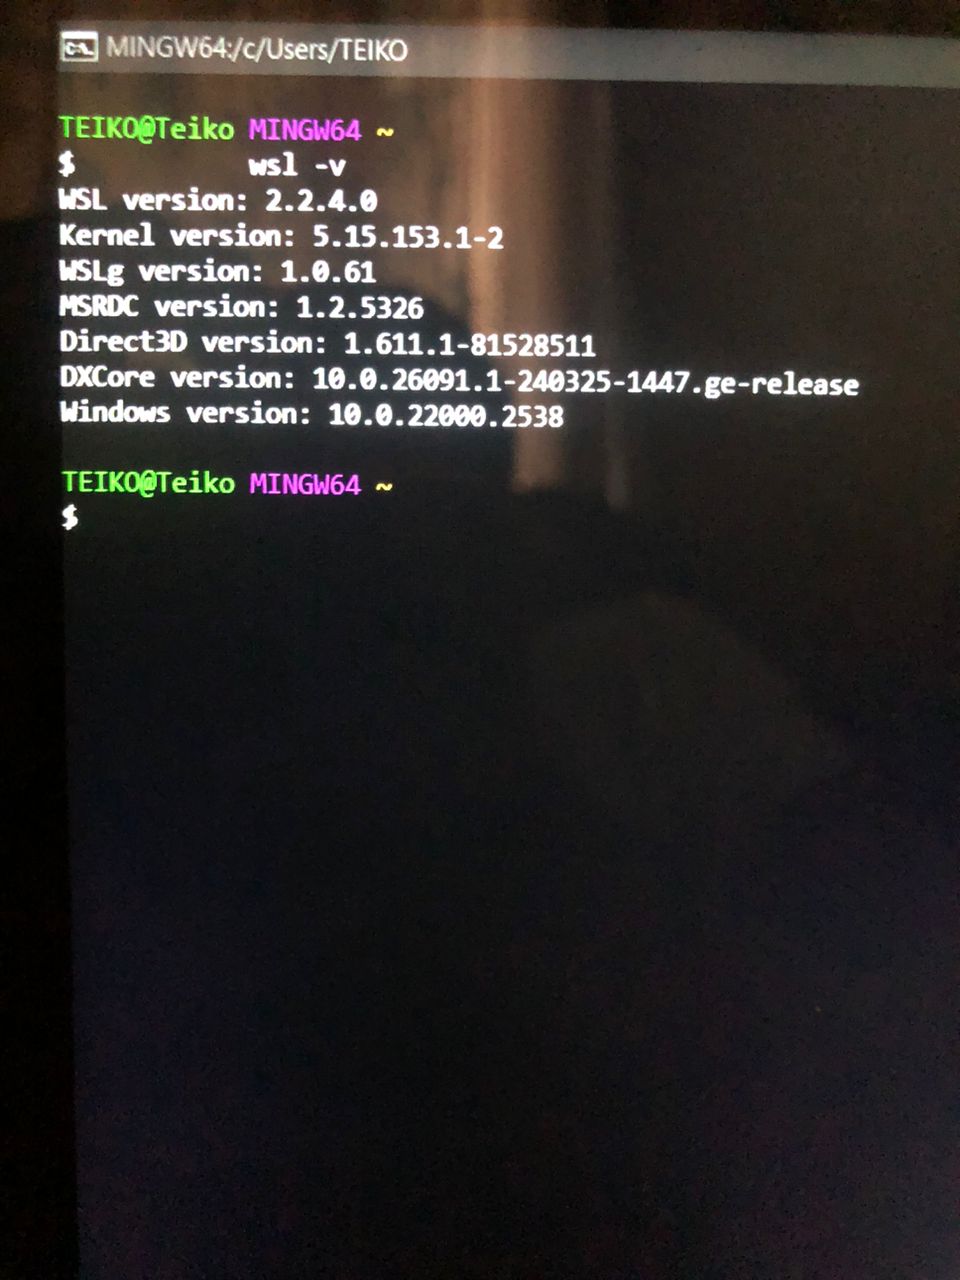 MINGW64:/c/Users/TEIKO
TEIKO@Teiko MINGW64 ~
$           wsl -v
WSL version: 2.2.4.0
Kernel version: 5.15.153.1-2
WSLg version: 1.0.61
MSRDC version: 1.2.5326
Direct3D version: 1.611.1-81528511
DXCore version: 10.0.26091.1-240325-1447.ge-release
Windows version: 10.0.22000.2538
TEIKO@Teiko MINGW64 ~
$